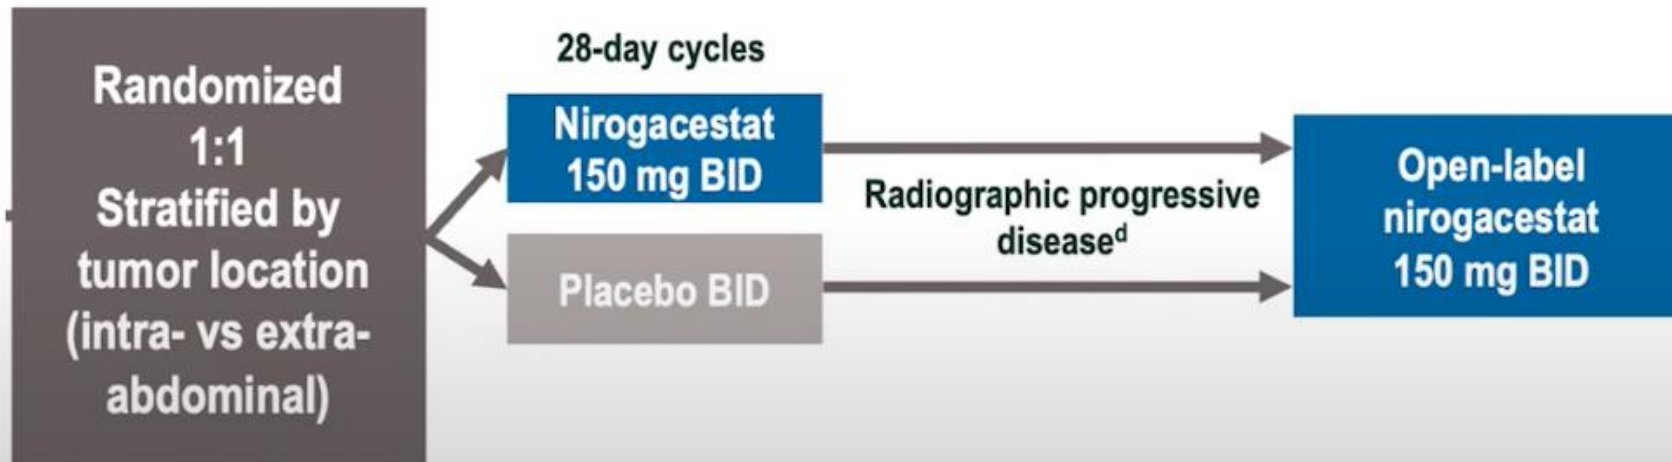 Randomized
1:1
Stratified by
tumor location
(intra- vs extra-
abdominal)
28-day cycles
Nirogacestat
150 mg BID
Placebo BID
Radiographic progressive
diseaseᵈ
Open-label
nirogacestat
150 mg BID